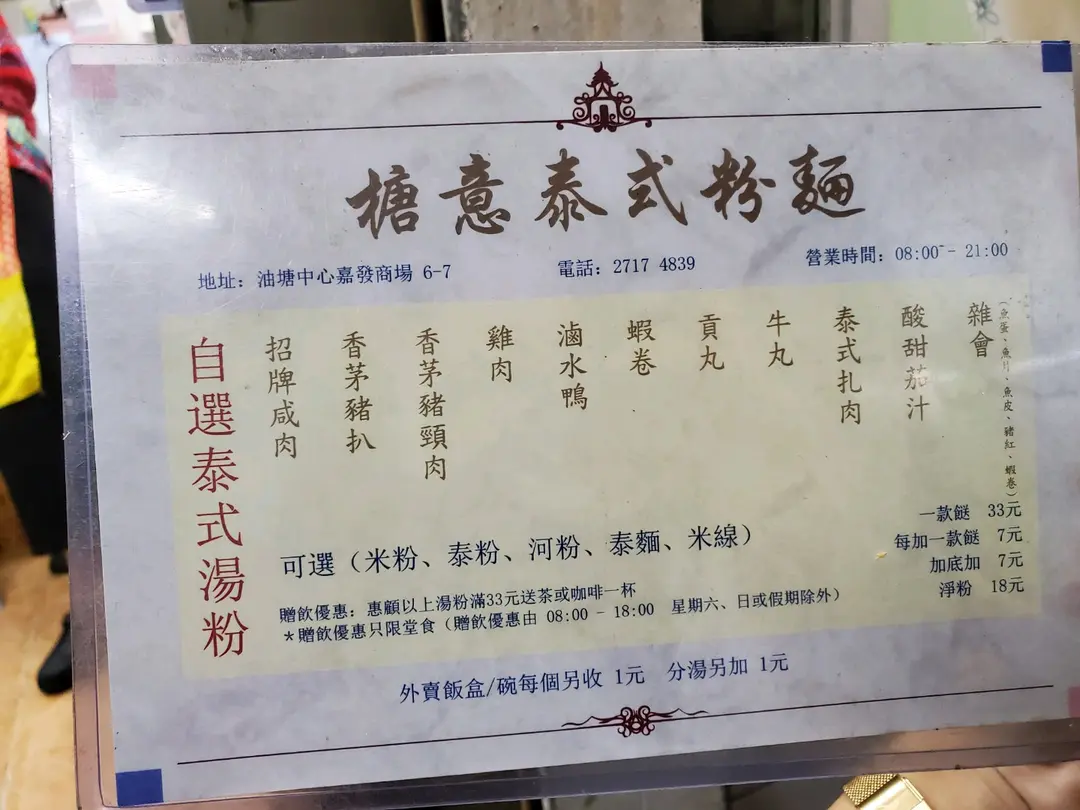 搪意泰式粉麵
地址：油塘中心嘉發商場 6-7
電話：2717 4839
營業時間：08:00 - 21:00
自選泰式湯粉
招牌咸肉
香茅豬扒
香茅豬頸肉
雞肉
滷水鴨
蝦卷
貢丸
牛丸
泰式扎肉
酸甜茄汁
雜會
（魚蛋、魚片、魚皮、豬紅、蝦卷）
一款餸 33元
每加一款餸 7元
加底加 7元
淨粉 18元
可選（米粉、泰粉、河粉、泰麵、米線）
贈飲優惠：惠顧以上湯粉滿33元送茶或咖啡一杯
＊贈飲優惠只限堂食（贈飲優惠由 08:00 - 18:00 星期六、日或假期除外）
外賣飯盒/碗每個另收 1元 分湯另加 1元